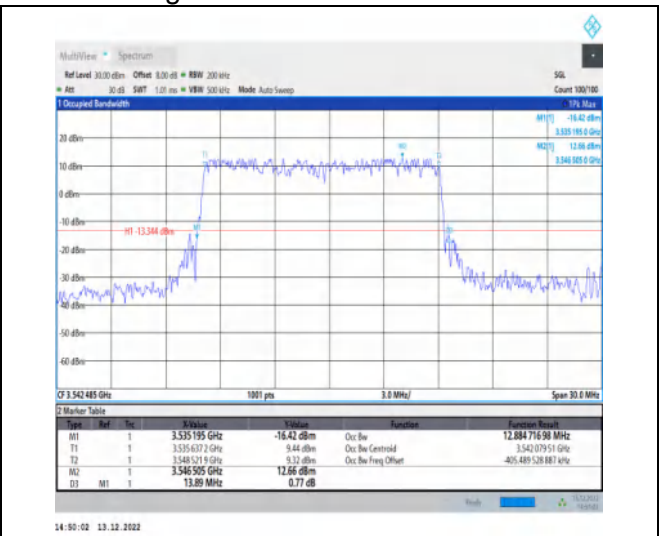 MultiView Spectrum
Ref Level 30.00 dBm Offset 8.00 dB RBW 200 kHz SGL
Att 30 dB SWT 1.01 ms VBW 500 kHz Mode Auto Sweep Count 100/100
1 Occupied Bandwidth 1Pk Max
M1[1] -16.42 dBm
3.535 195 0 GHz
M2[1] 12.66 dBm
3.546 505 0 GHz
20 dBm
T1 M2 T2
10 dBm
0 dBm
-10 dBm
H1 -13.344 dBm
-20 dBm
-30 dBm
-40 dBm
-50 dBm
-60 dBm
CF 3.542 485 GHz 1001 pts 3.0 MHz/ Span 30.0 MHz
2 Marker Table
Type Ref Trc X-Value Y-Value Function Function Result
M1 1 3.535 195 GHz -16.42 dBm Occ Bw 12.884 716 98 MHz
T1 1 3.535 637 2 GHz 9.44 dBm Occ Bw Centroid 3.542 079 51 GHz
T2 1 3.548 521 9 GHz 9.32 dBm Occ Bw Freq Offset -405.489 528 887 kHz
M2 1 3.546 505 GHz 12.66 dBm
D3 M1 1 13.89 MHz 0.77 dB
Ready
14:50:02 13.12.2022